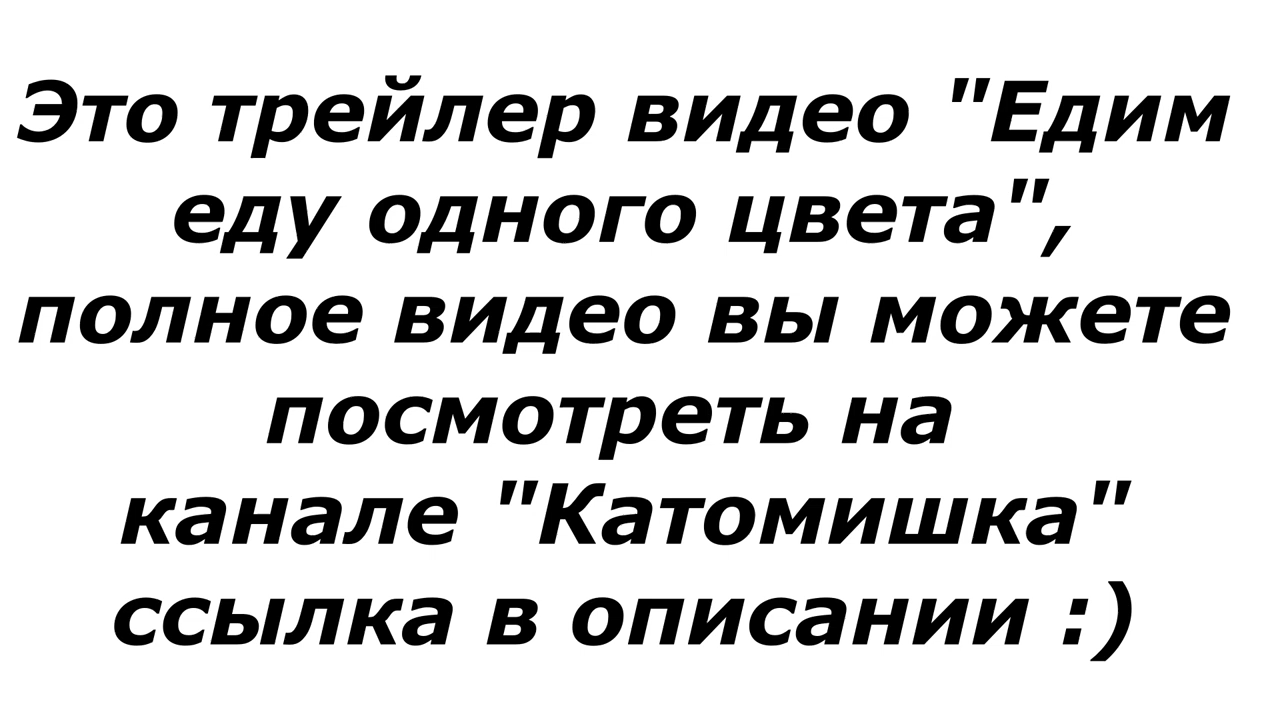 Это трейлер видео "Едим
еду одного цвета",
полное видео вы можете
посмотреть на
канале "Катомишка"
ссылка в описании :)